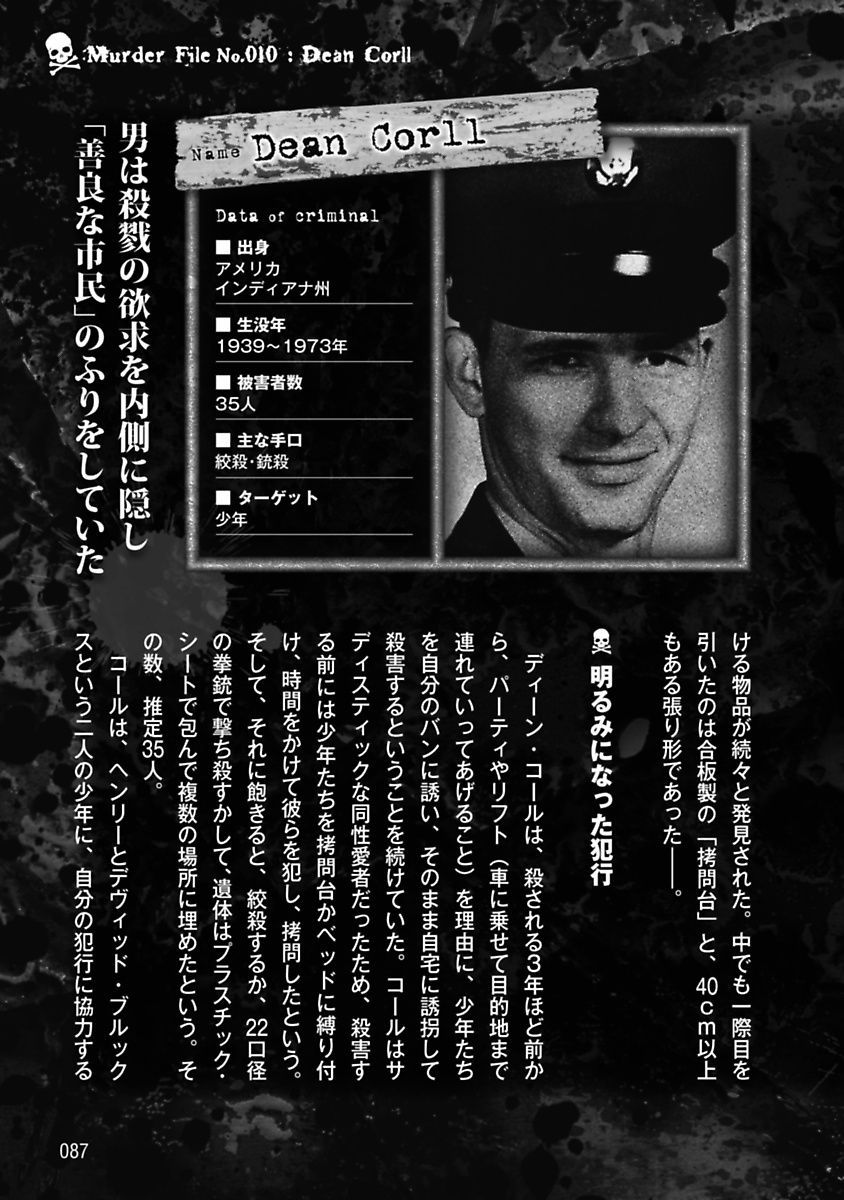 Murder File No.010 : Dean Corll
Name Dean Corll
Data of criminal
■ 出身
アメリカ
インディアナ州
■ 生没年
1939～1973年
■ 被害者数
35人
■ 主な手口
絞殺・銃殺
■ ターゲット
少年
男は殺戮の欲求を内側に隠し
「善良な市民」のふりをしていた
ける物品が続々と発見された。中でも一際目を
引いたのは合板製の「拷問台」と、40cm以上
もある張り形であった――。
明るみになった犯行
ディーン・コールは、殺される3年ほど前か
ら、パーティやリフト（車に乗せて目的地まで
連れていってあげること）を理由に、少年たち
を自分のバンに誘い、そのまま自宅に誘拐して
殺害するということを続けていた。コールはサ
ディスティックな同性愛者だったため、殺害す
る前には少年たちを拷問台かベッドに縛り付
け、時間をかけて彼らを犯し、拷問したという。
そして、それに飽きると、絞殺するか、22口径
の拳銃で撃ち殺すかして、遺体はプラスチック・
シートで包んで複数の場所に埋めたという。そ
の数、推定35人。
コールは、ヘンリーとデヴィッド・ブルック
スという二人の少年に、自分の犯行に協力する
087